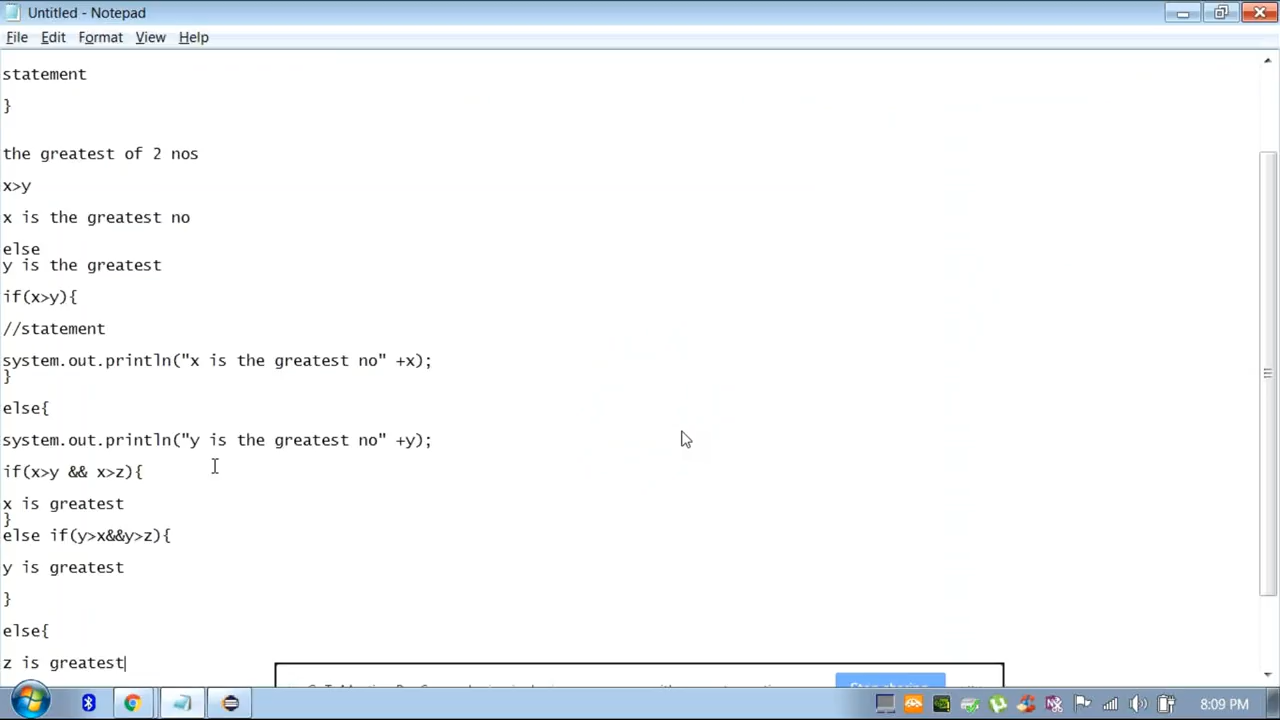 Untitled - Notepad
File Edit Format View Help
statement
}
the greatest of 2 nos
x>y
x is the greatest no
else
y is the greatest
if(x>y){
//statement
system.out.println("x is the greatest no" +x);
}
else{
system.out.println("y is the greatest no" +y);
if(x>y && x>z){
x is greatest
}
else if(y>x&&y>z){
y is greatest
}
else{
z is greatest
8:09 PM